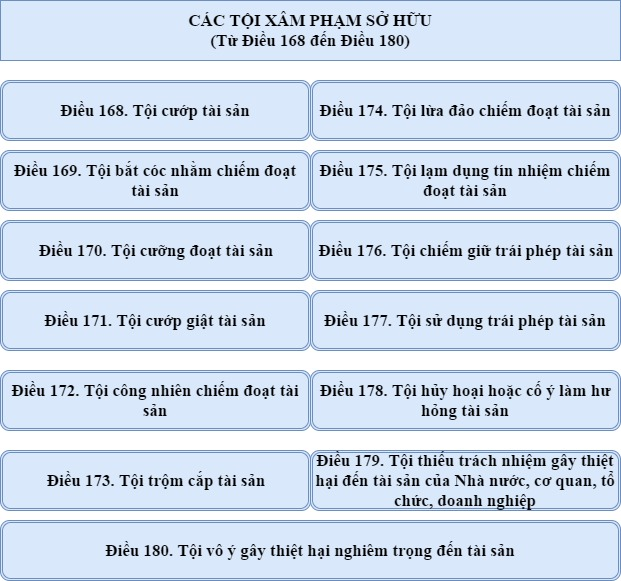 CÁC TỘI XÂM PHẠM SỞ HỮU
(Từ Điều 168 đến Điều 180)
Điều 168. Tội cướp tài sản
Điều 174. Tội lừa đảo chiếm đoạt tài sản
Điều 169. Tội bắt cóc nhằm chiếm đoạt
tài sản
Điều 175. Tội lạm dụng tín nhiệm chiếm
đoạt tài sản
Điều 170. Tội cưỡng đoạt tài sản
Điều 176. Tội chiếm giữ trái phép tài sản
Điều 171. Tội cướp giật tài sản
Điều 177. Tội sử dụng trái phép tài sản
Điều 172. Tội công nhiên chiếm đoạt tài
sản
Điều 178. Tội hủy hoại hoặc cố ý làm hư
hỏng tài sản
Điều 173. Tội trộm cắp tài sản
Điều 179. Tội thiếu trách nhiệm gây thiệt
hại đến tài sản của Nhà nước, cơ quan, tổ
chức, doanh nghiệp
Điều 180. Tội vô ý gây thiệt hại nghiêm trọng đến tài sản